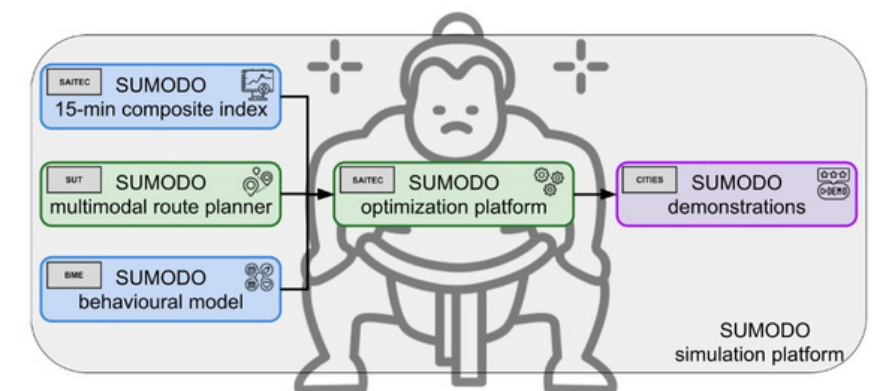 SAITEC
SUMODO
15-min composite index
SUT
SUMODO
multimodal route planner
BME
SUMODO
behavioural model
SAITEC
SUMODO
optimization platform
CITIES
SUMODO
demonstrations
DEMO
SUMODO
simulation platform